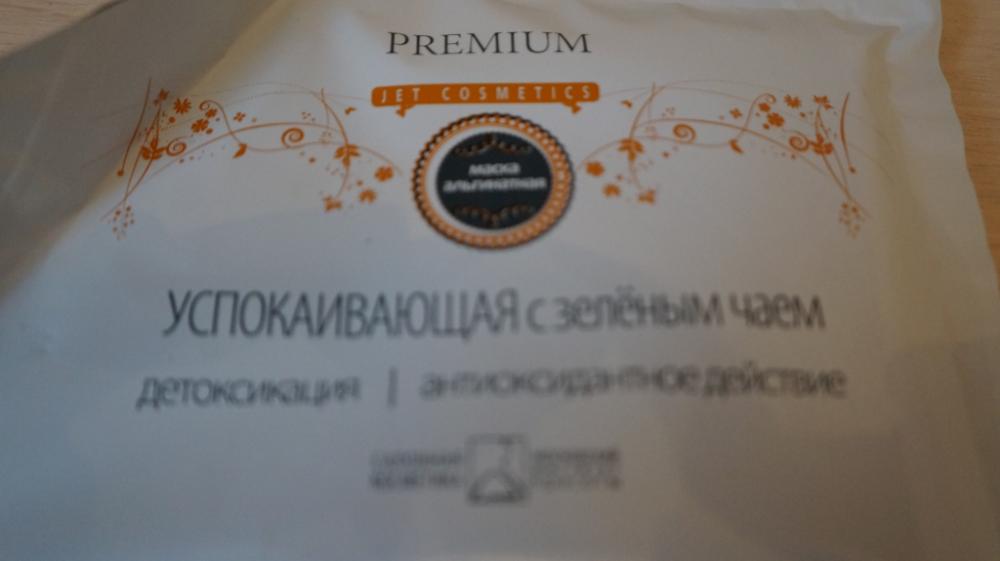 PREMIUM
JET COSMETICS
маска
альгинатная
УСПОКАИВАЮЩАЯ с зелёным чаем
детоксикация | антиоксидантное действие